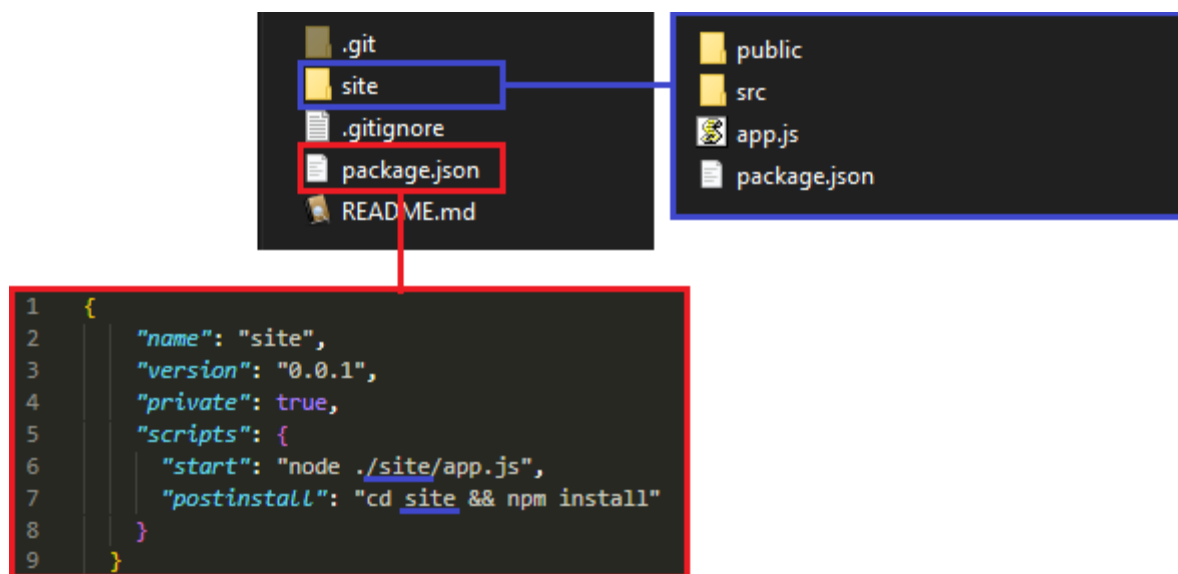 .git
site
.gitignore
package.json
README.md
public
src
app.js
package.json
1 {
2 "name": "site",
3 "version": "0.0.1",
4 "private": true,
5 "scripts": {
6 "start": "node ./site/app.js",
7 "postinstall": "cd site && npm install"
8 }
9 }